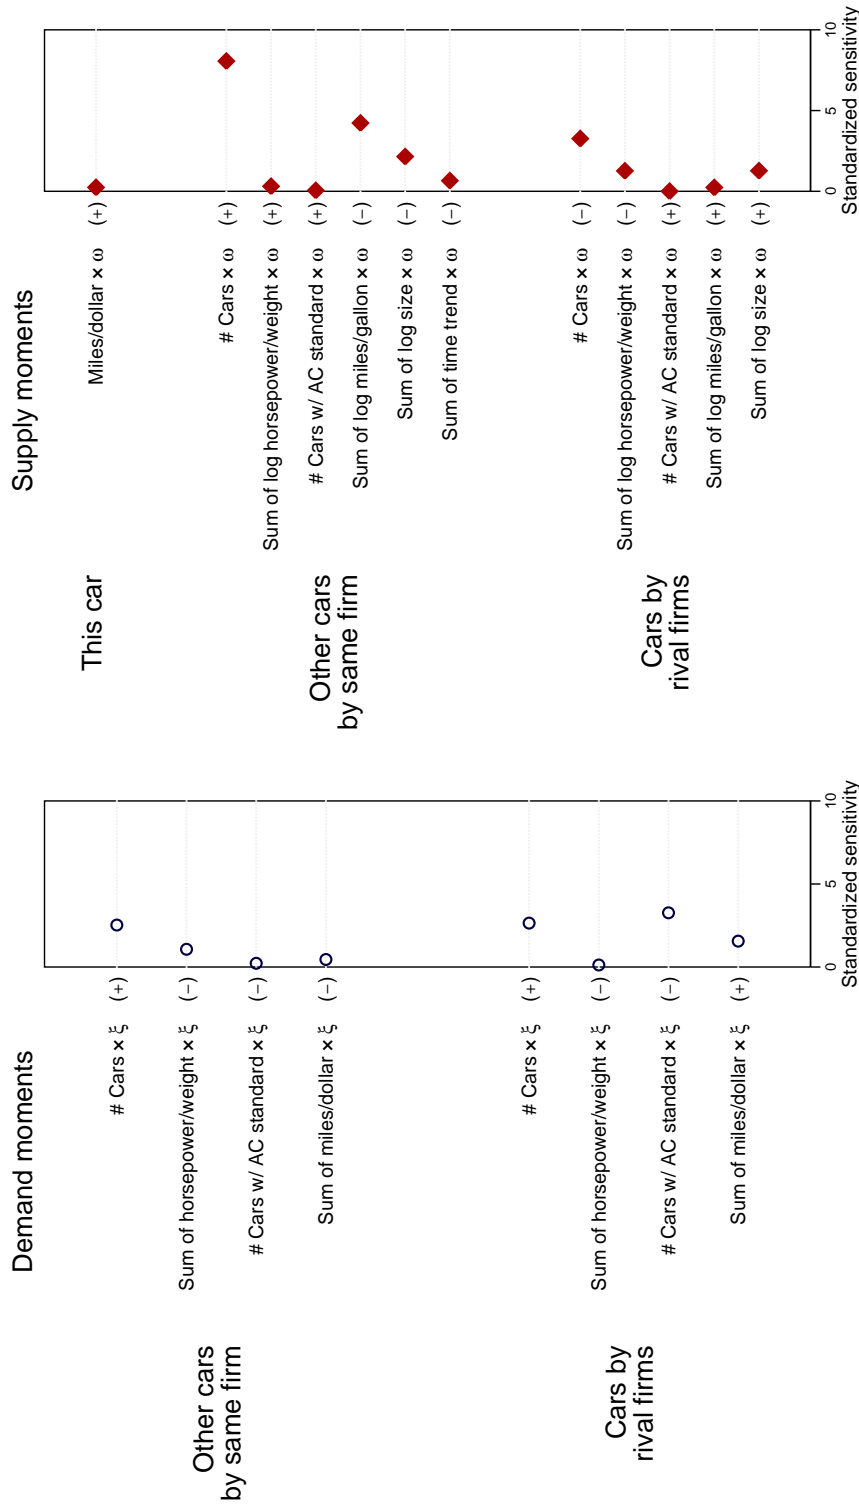 Demand moments
Other cars
by same firm
# Cars × ξ (+)
Sum of horsepower/weight × ξ (−)
# Cars w/ AC standard × ξ (−)
Sum of miles/dollar × ξ (−)
Cars by
rival firms
# Cars × ξ (+)
Sum of horsepower/weight × ξ (−)
# Cars w/ AC standard × ξ (−)
Sum of miles/dollar × ξ (+)
0 5 10
Standardized sensitivity
Supply moments
This car
Miles/dollar × ω (+)
Other cars
by same firm
# Cars × ω (+)
Sum of log horsepower/weight × ω (+)
# Cars w/ AC standard × ω (+)
Sum of log miles/gallon × ω (−)
Sum of log size × ω (−)
Sum of time trend × ω (−)
Cars by
rival firms
# Cars × ω (−)
Sum of log horsepower/weight × ω (−)
# Cars w/ AC standard × ω (+)
Sum of log miles/gallon × ω (+)
Sum of log size × ω (+)
0 5 10
Standardized sensitivity